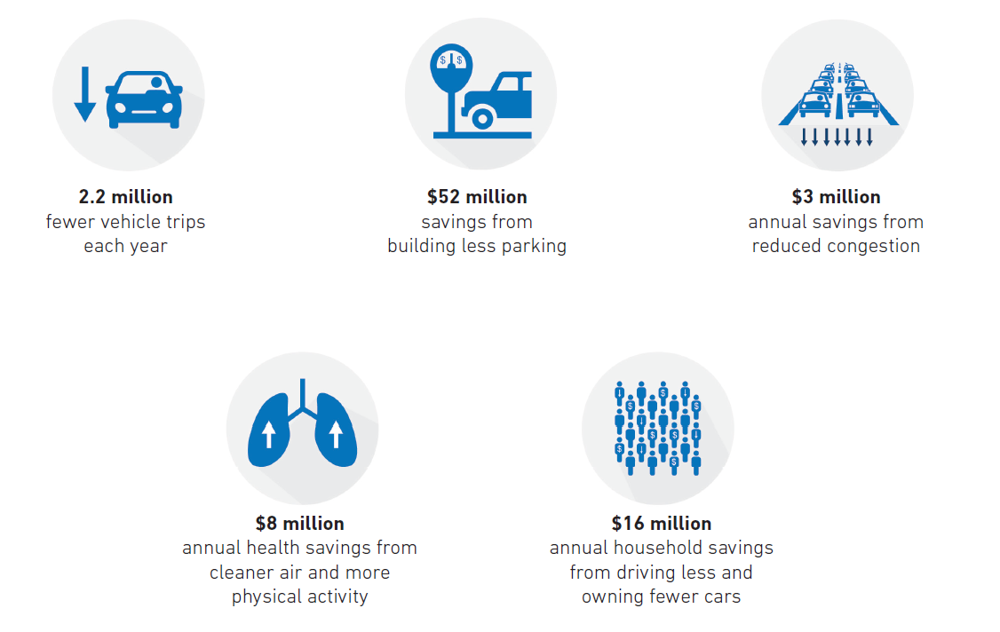 2.2 million
fewer vehicle trips
each year
$52 million
savings from
building less parking
$3 million
annual savings from
reduced congestion
$8 million
annual health savings from
cleaner air and more
physical activity
$16 million
annual household savings
from driving less and
owning fewer cars